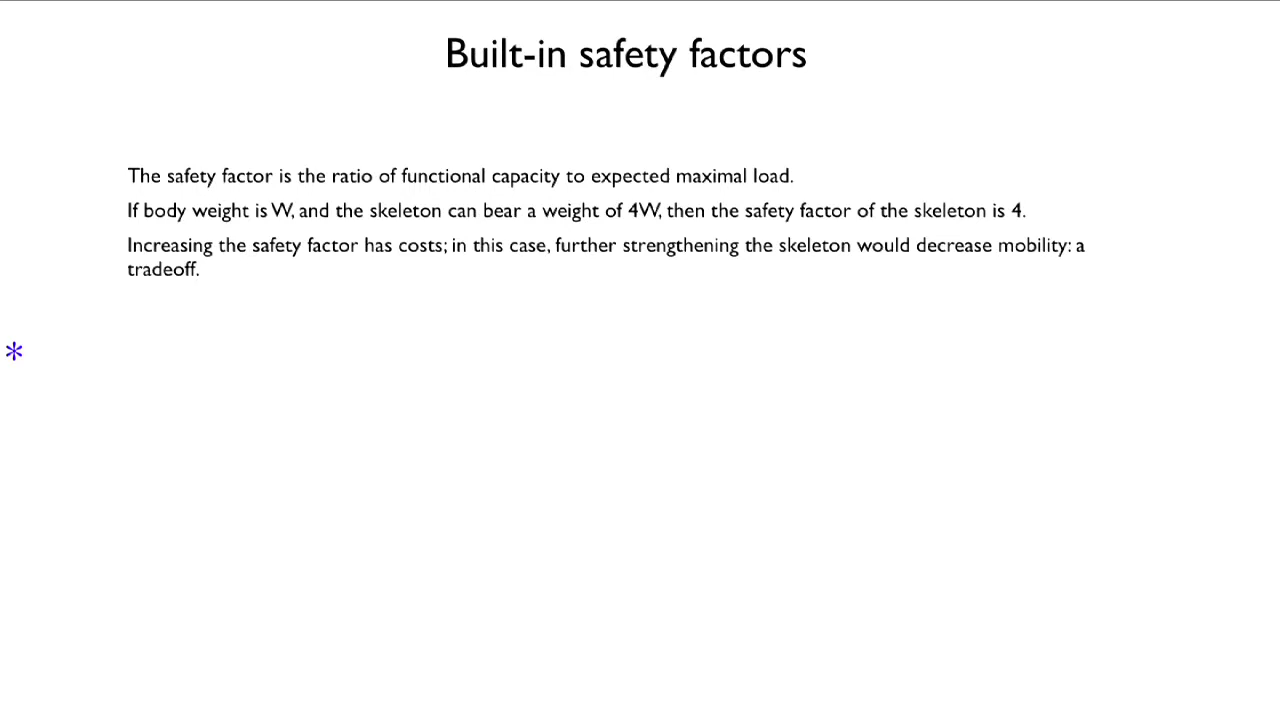 Built-in safety factors
The safety factor is the ratio of functional capacity to expected maximal load.
If body weight is W, and the skeleton can bear a weight of 4W, then the safety factor of the skeleton is 4.
Increasing the safety factor has costs; in this case, further strengthening the skeleton would decrease mobility: a
tradeoff.
*